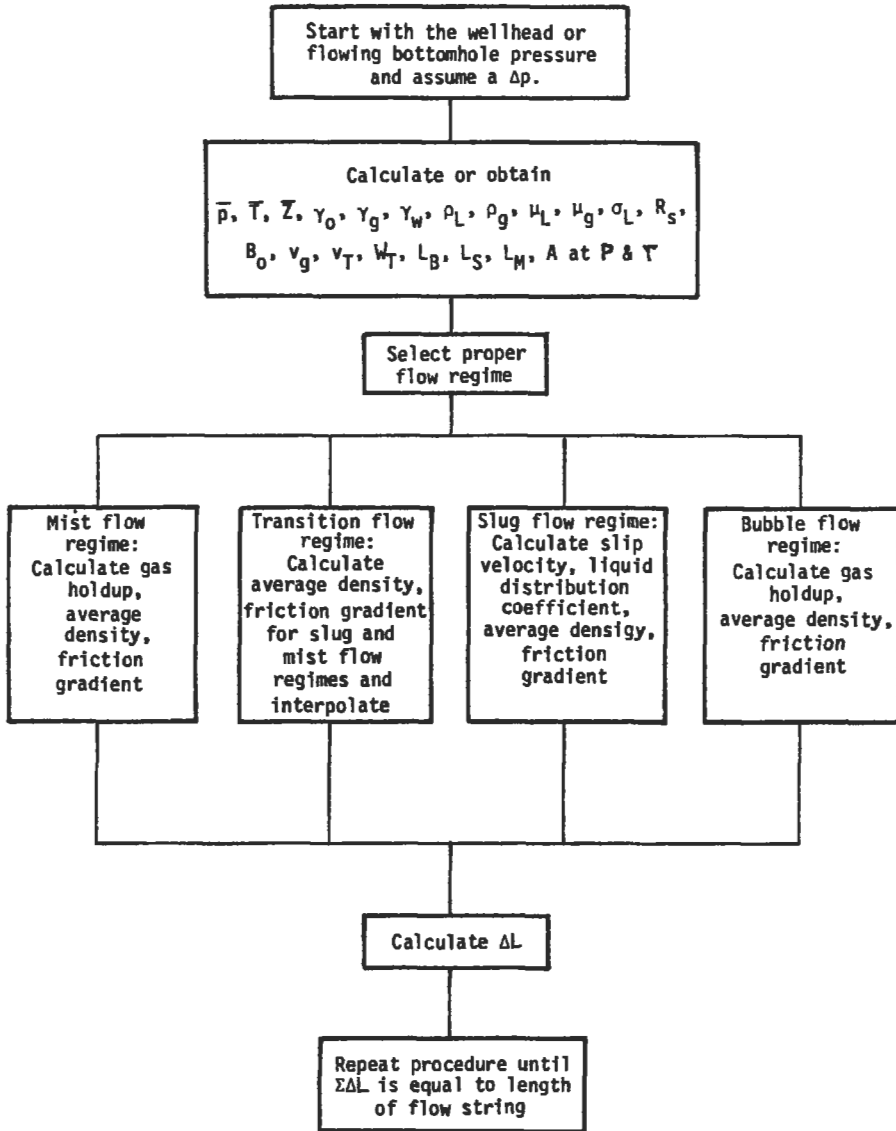 Start with the wellhead or
flowing bottomhole pressure
and assume a Δp.
Calculate or obtain
p̅, T̅, Z̅, γo, γg, γw, ρL, ρg, μL, μg, σL, Rs,
Bo, vg, vT, WT, LB, LS, LM, A at P & T
Select proper
flow regime
Mist flow
regime:
Calculate gas
holdup,
average
density,
friction
gradient
Transition flow
regime:
Calculate
average density,
friction gradient
for slug and
mist flow
regimes and
interpolate
Slug flow regime:
Calculate slip
velocity, liquid
distribution
coefficient,
average densigy,
friction
gradient
Bubble flow
regime:
Calculate gas
holdup,
average density,
friction
gradient
Calculate ΔL
Repeat procedure until
ΣΔL is equal to length
of flow string